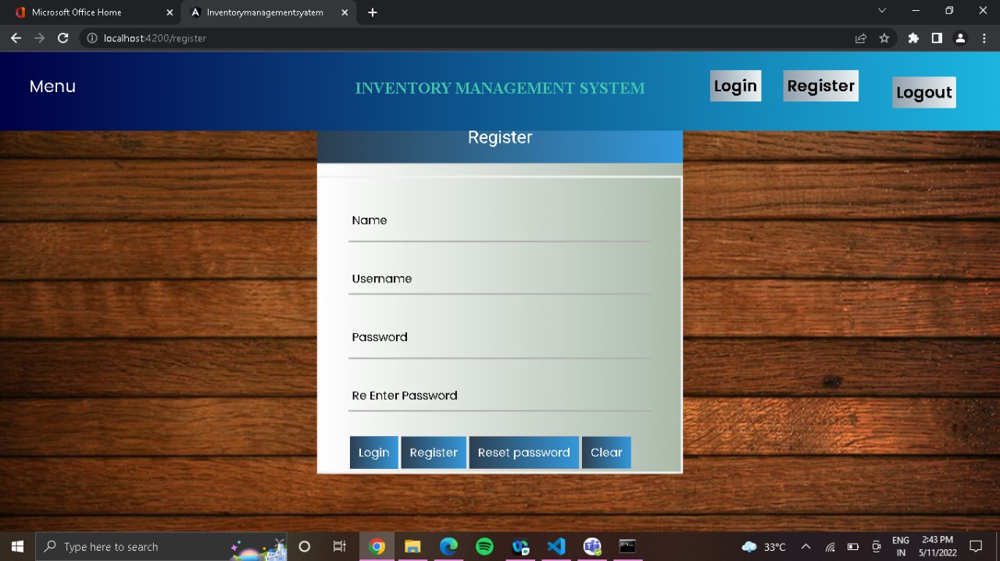 Microsoft Office Home
Inventorymanagementsyatem
localhost:4200/register
Menu
INVENTORY MANAGEMENT SYSTEM
Login
Register
Logout
Register
Name
Username
Password
Re Enter Password
Login Register Reset password Clear
Type here to search
33°C
ENG
IN
2:43 PM
5/11/2022